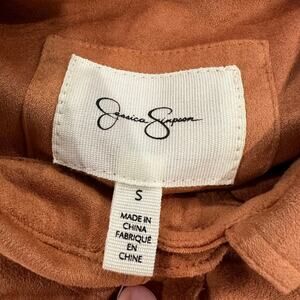 Jessica Simpson
S
MADE IN
CHINA
FABRIQUÉ
EN
CHINE